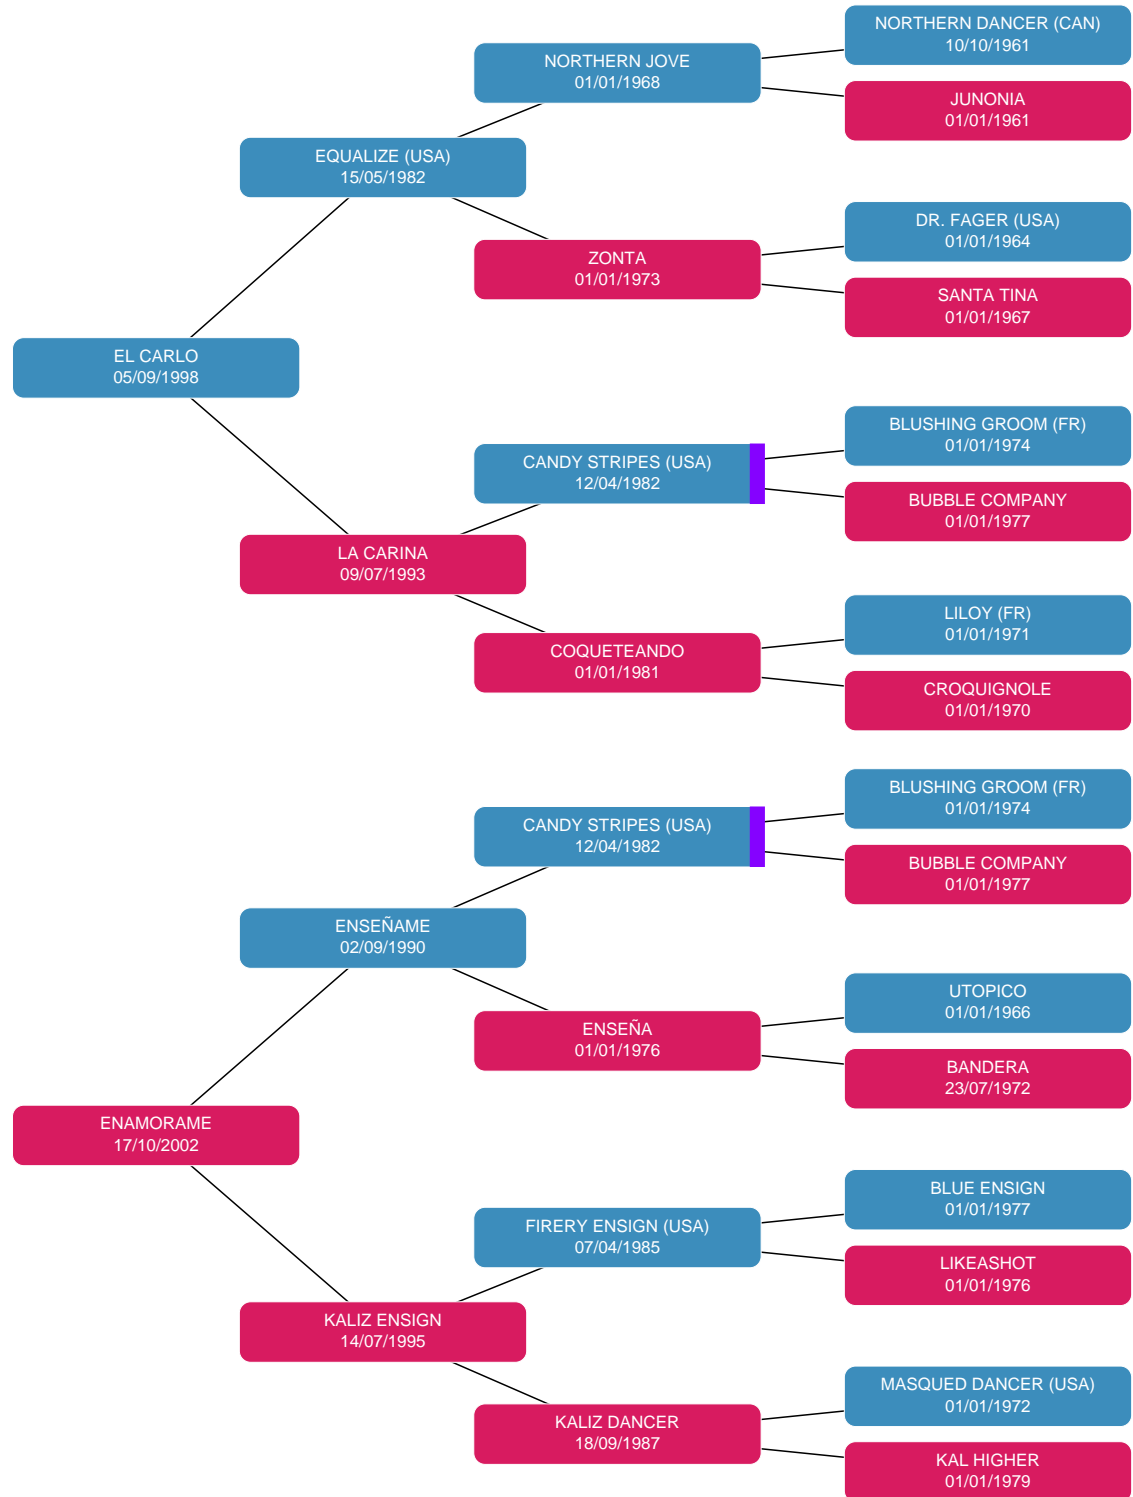 NORTHERN DANCER (CAN)
10/10/1961
NORTHERN JOVE
01/01/1968
JUNONIA
01/01/1961
EQUALIZE (USA)
15/05/1982
DR. FAGER (USA)
01/01/1964
ZONTA
01/01/1973
SANTA TINA
01/01/1967
EL CARLO
05/09/1998
BLUSHING GROOM (FR)
01/01/1974
CANDY STRIPES (USA)
12/04/1982
BUBBLE COMPANY
01/01/1977
LA CARINA
09/07/1993
LILOY (FR)
01/01/1971
COQUETEANDO
01/01/1981
CROQUIGNOLE
01/01/1970
BLUSHING GROOM (FR)
01/01/1974
CANDY STRIPES (USA)
12/04/1982
BUBBLE COMPANY
01/01/1977
ENSEÑAME
02/09/1990
UTOPICO
01/01/1966
ENSEÑA
01/01/1976
BANDERA
23/07/1972
ENAMORAME
17/10/2002
BLUE ENSIGN
01/01/1977
FIRERY ENSIGN (USA)
07/04/1985
LIKEASHOT
01/01/1976
KALIZ ENSIGN
14/07/1995
MASQUED DANCER (USA)
01/01/1972
KALIZ DANCER
18/09/1987
KAL HIGHER
01/01/1979